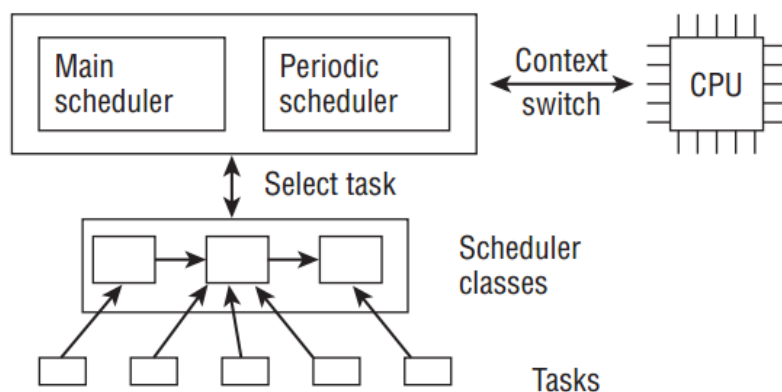 Main
scheduler
Periodic
scheduler
Context
switch
CPU
Select task
Scheduler
classes
Tasks